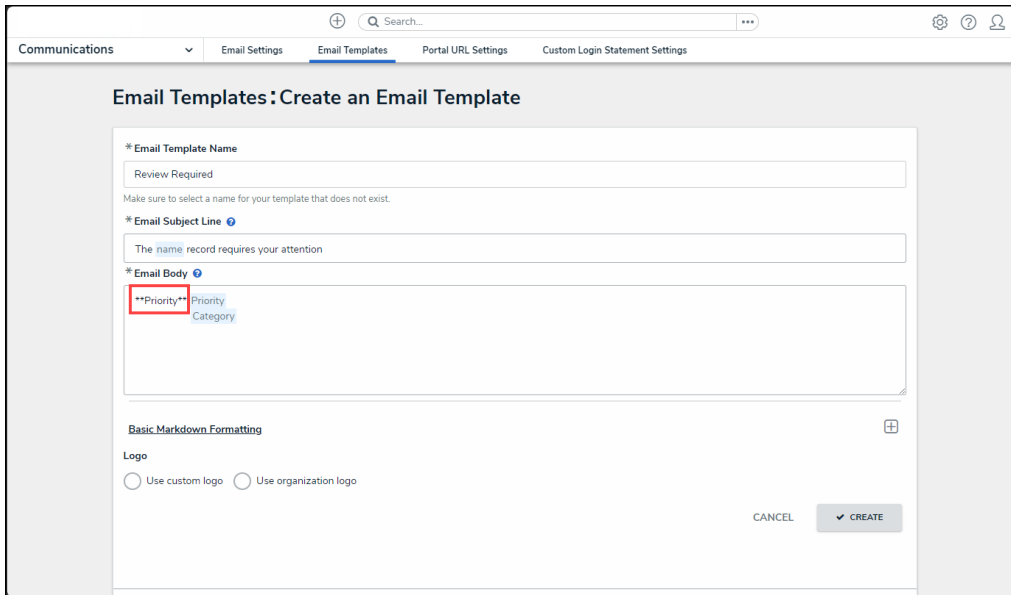 Search...
Communications Email Settings Email Templates Portal URL Settings Custom Login Statement Settings
Email Templates: Create an Email Template
* Email Template Name
Review Required
Make sure to select a name for your template that does not exist.
* Email Subject Line ?
The name record requires your attention
* Email Body ?
**Priority** Priority
Category
Basic Markdown Formatting
Logo
Use custom logo Use organization logo
CANCEL CREATE